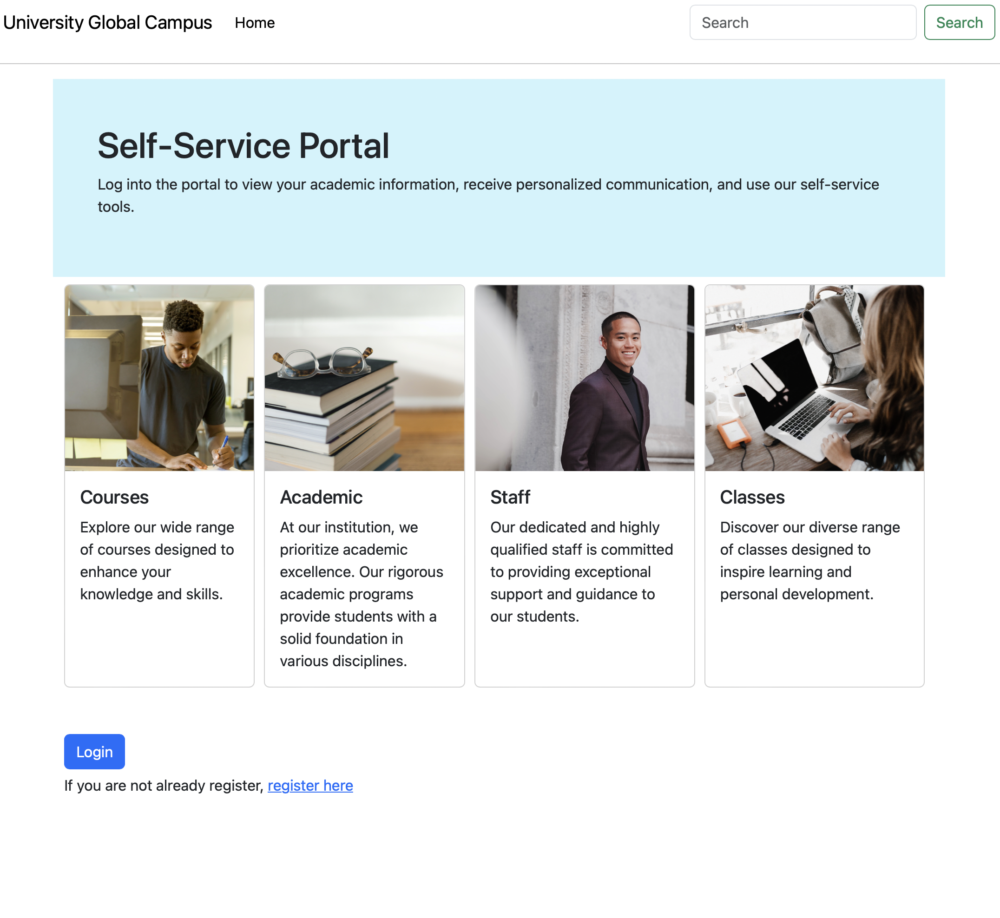 University Global Campus Home Search Search
Self-Service Portal
Log into the portal to view your academic information, receive personalized communication, and use our self-service
tools.
Courses
Explore our wide range
of courses designed to
enhance your
knowledge and skills.
Academic
At our institution, we
prioritize academic
excellence. Our rigorous
academic programs
provide students with a
solid foundation in
various disciplines.
Staff
Our dedicated and highly
qualified staff is committed
to providing exceptional
support and guidance to
our students.
Classes
Discover our diverse range
of classes designed to
inspire learning and
personal development.
Login
If you are not already register, register here